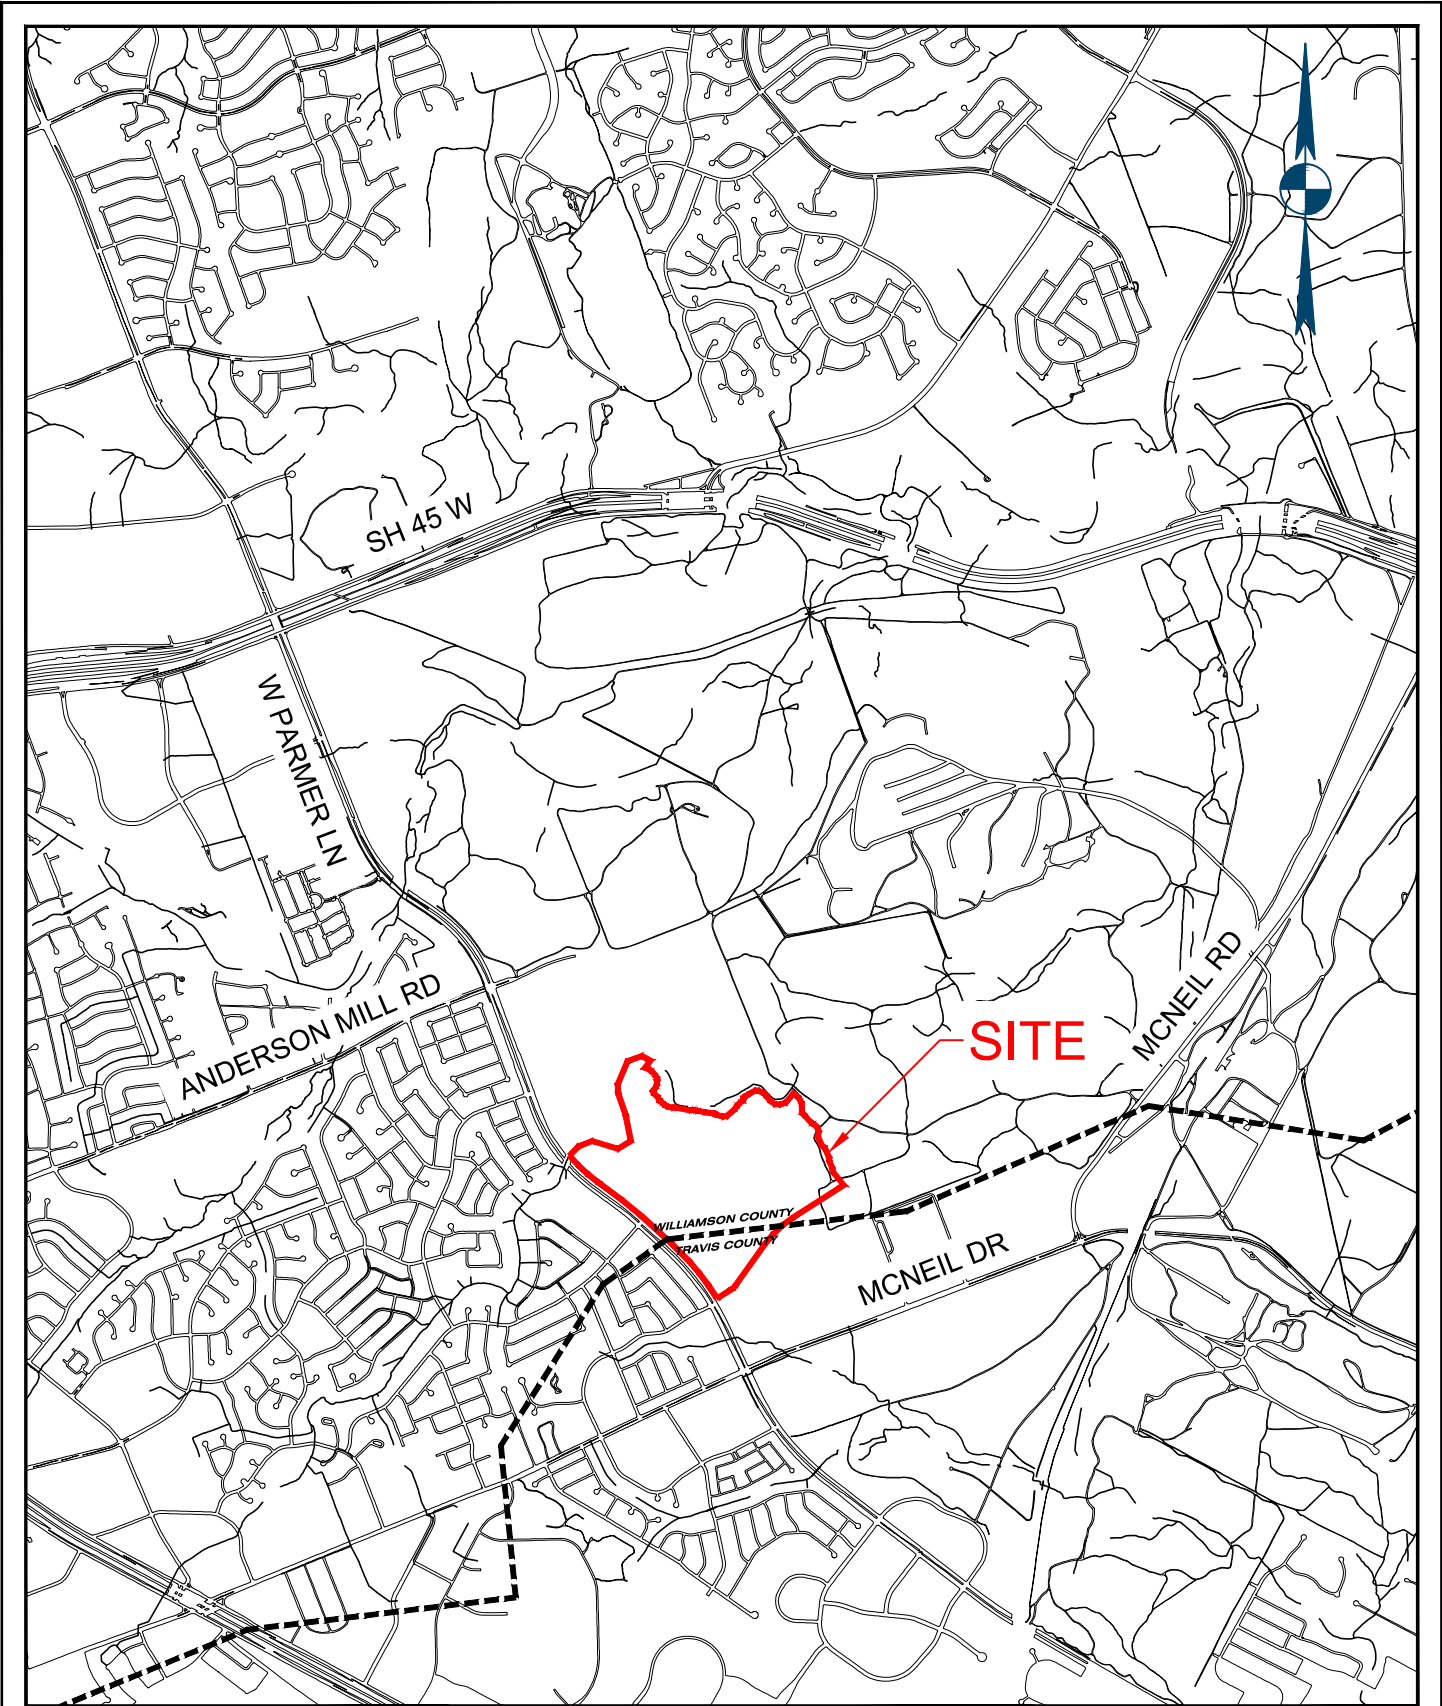 SH 45 W
W PARMER LN
ANDERSON MILL RD
MCNEIL RD
SITE
WILLIAMSON COUNTY
TRAVIS COUNTY
MCNEIL DR